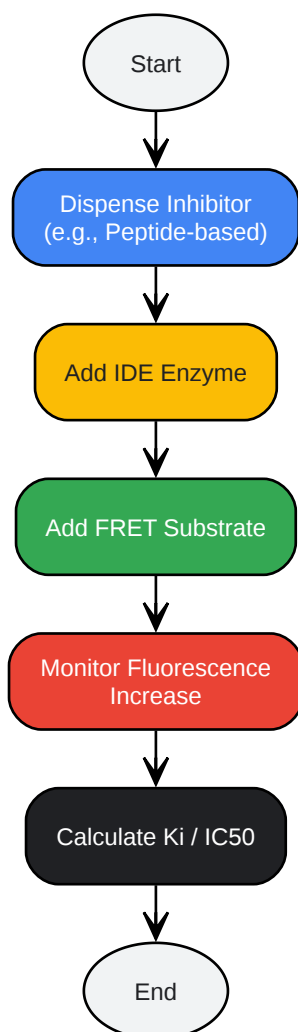 Start
Dispense Inhibitor
(e.g., Peptide-based)
Add IDE Enzyme
Add FRET Substrate
Monitor Fluorescence
Increase
Calculate Ki / IC50
End